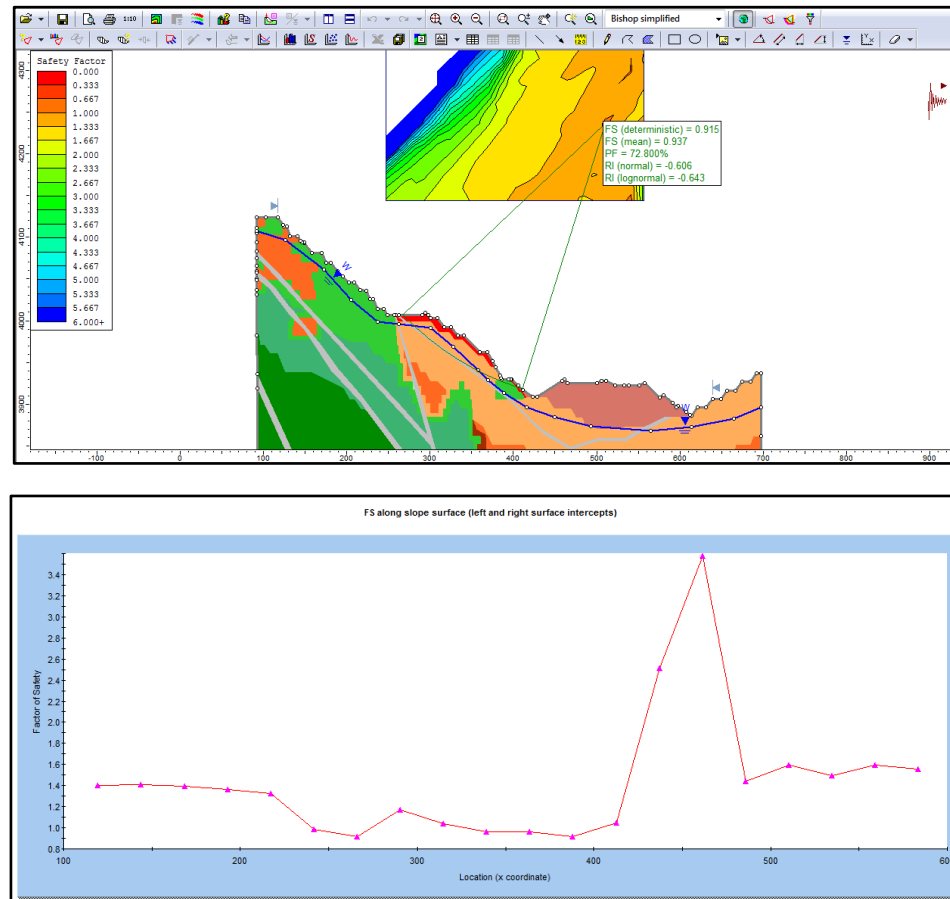 1:10
Bishop simplified
Safety Factor
0.000
0.333
0.667
1.000
1.333
1.667
2.000
2.333
2.667
3.000
3.333
3.667
4.000
4.333
4.667
5.000
5.333
5.667
6.000+
FS (deterministic) = 0.915
FS (mean) = 0.937
PF = 72.800%
RI (normal) = -0.606
RI (lognormal) = -0.643
4300
4200
4100
4000
3900
W
W
-100 0 100 200 300 400 500 600 700 800 900
FS along slope surface (left and right surface intercepts)
Factor of Safety
3.4
3.2
3.0
2.8
2.6
2.4
2.2
2.0
1.8
1.6
1.4
1.2
1.0
0.8
100 200 300 400 500 60
Location (x coordinate)